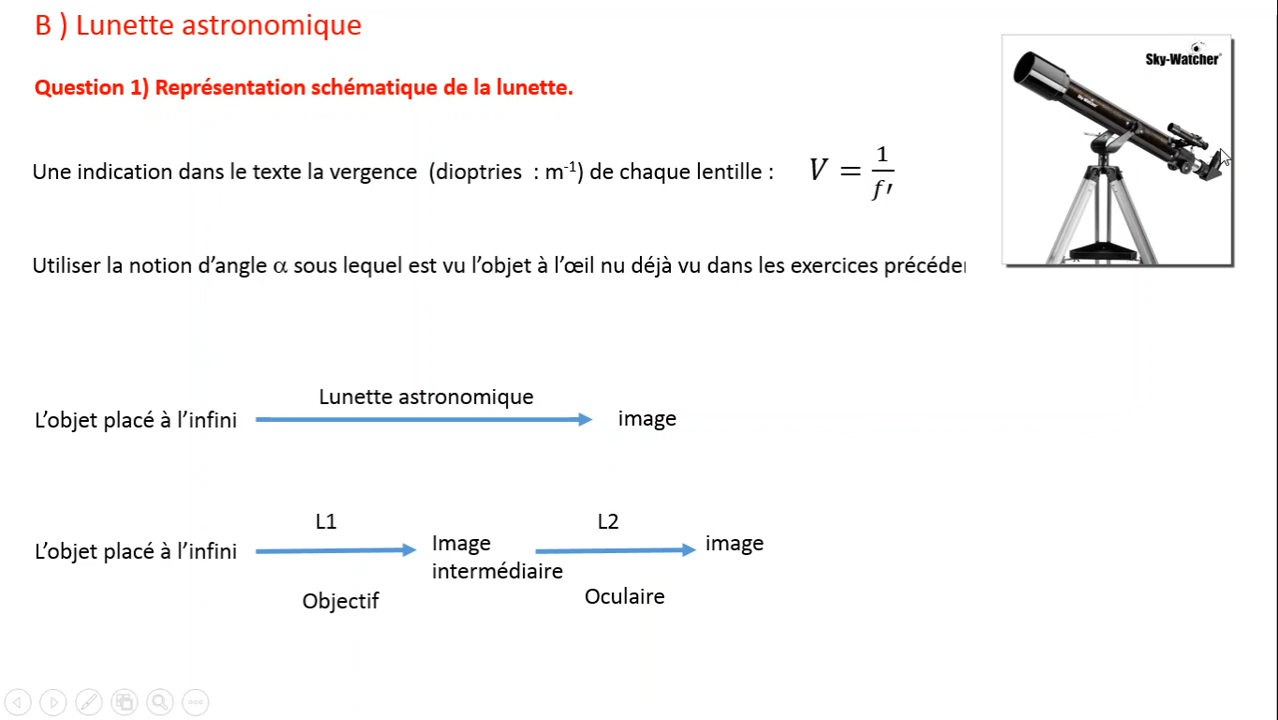 B ) Lunette astronomique
Sky-Watcher
Question 1) Représentation schématique de la lunette.
Une indication dans le texte la vergence (dioptries : m⁻¹) de chaque lentille : V = 1/f′
Utiliser la notion d’angle α sous lequel est vu l’objet à l’œil nu déjà vu dans les exercices
Lunette astronomique
L’objet placé à l’infini image
L1 L2
L’objet placé à l’infini Image intermédiaire image
Objectif Oculaire